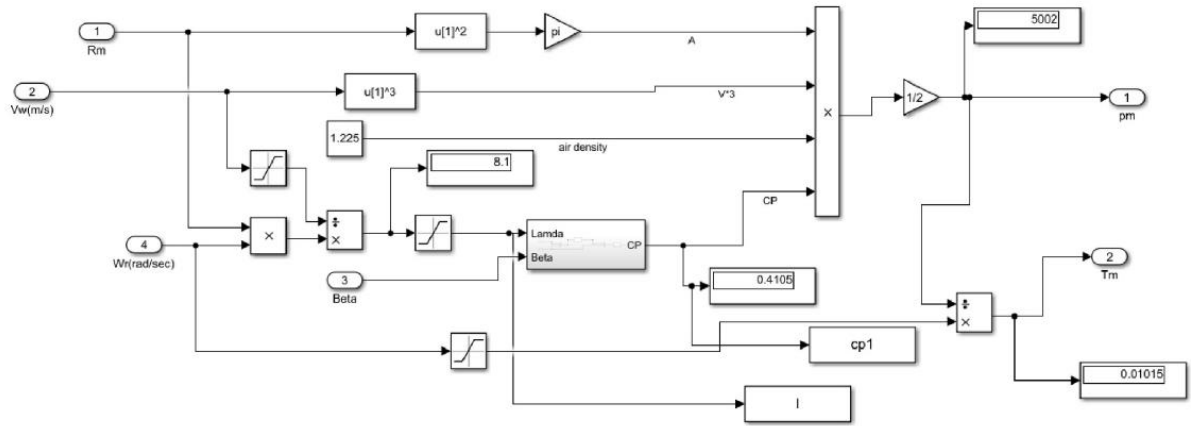 1
Rm
u[1]^2
pi
A
5002
2
Vw(m/s)
u[1]^3
V*3
×
1/2
1
pm
1.225
air density
8.1
÷
×
×
4
Wr(rad/sec)
Lamda
Beta
CP
CP
3
Beta
0.4105
÷
×
2
Tm
cp1
0.01015
l